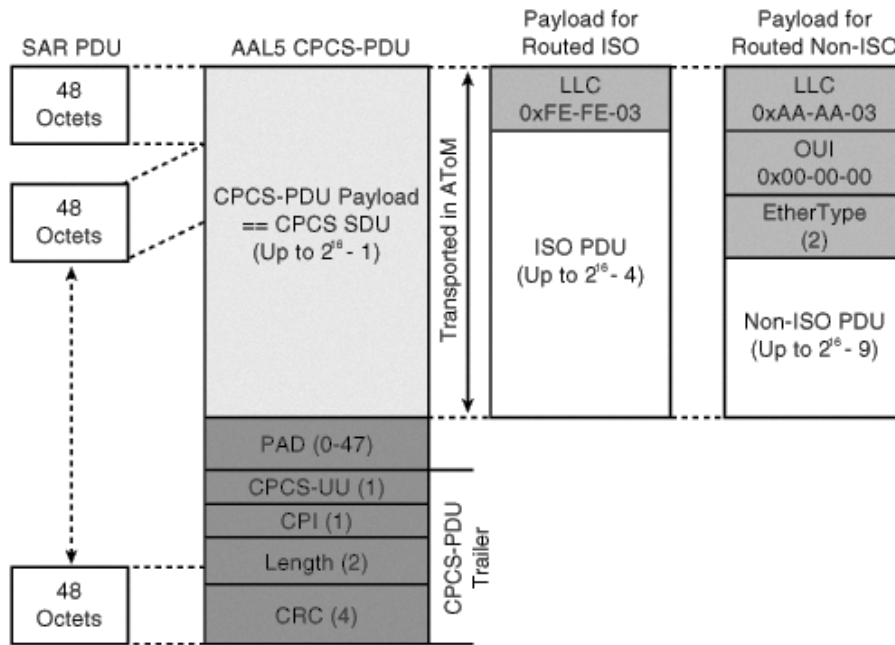 SAR PDU
48
Octets
48
Octets
48
Octets
AAL5 CPCS-PDU
CPCS-PDU Payload
== CPCS SDU
(Up to 2¹⁶ - 1)
PAD (0-47)
CPCS-UU (1)
CPI (1)
Length (2)
CRC (4)
Transported in AToM
CPCS-PDU
Trailer
Payload for
Routed ISO
LLC
0xFE-FE-03
ISO PDU
(Up to 2¹⁶ - 4)
Payload for
Routed Non-ISO
LLC
0xAA-AA-03
OUI
0x00-00-00
EtherType
(2)
Non-ISO PDU
(Up to 2¹⁶ - 9)